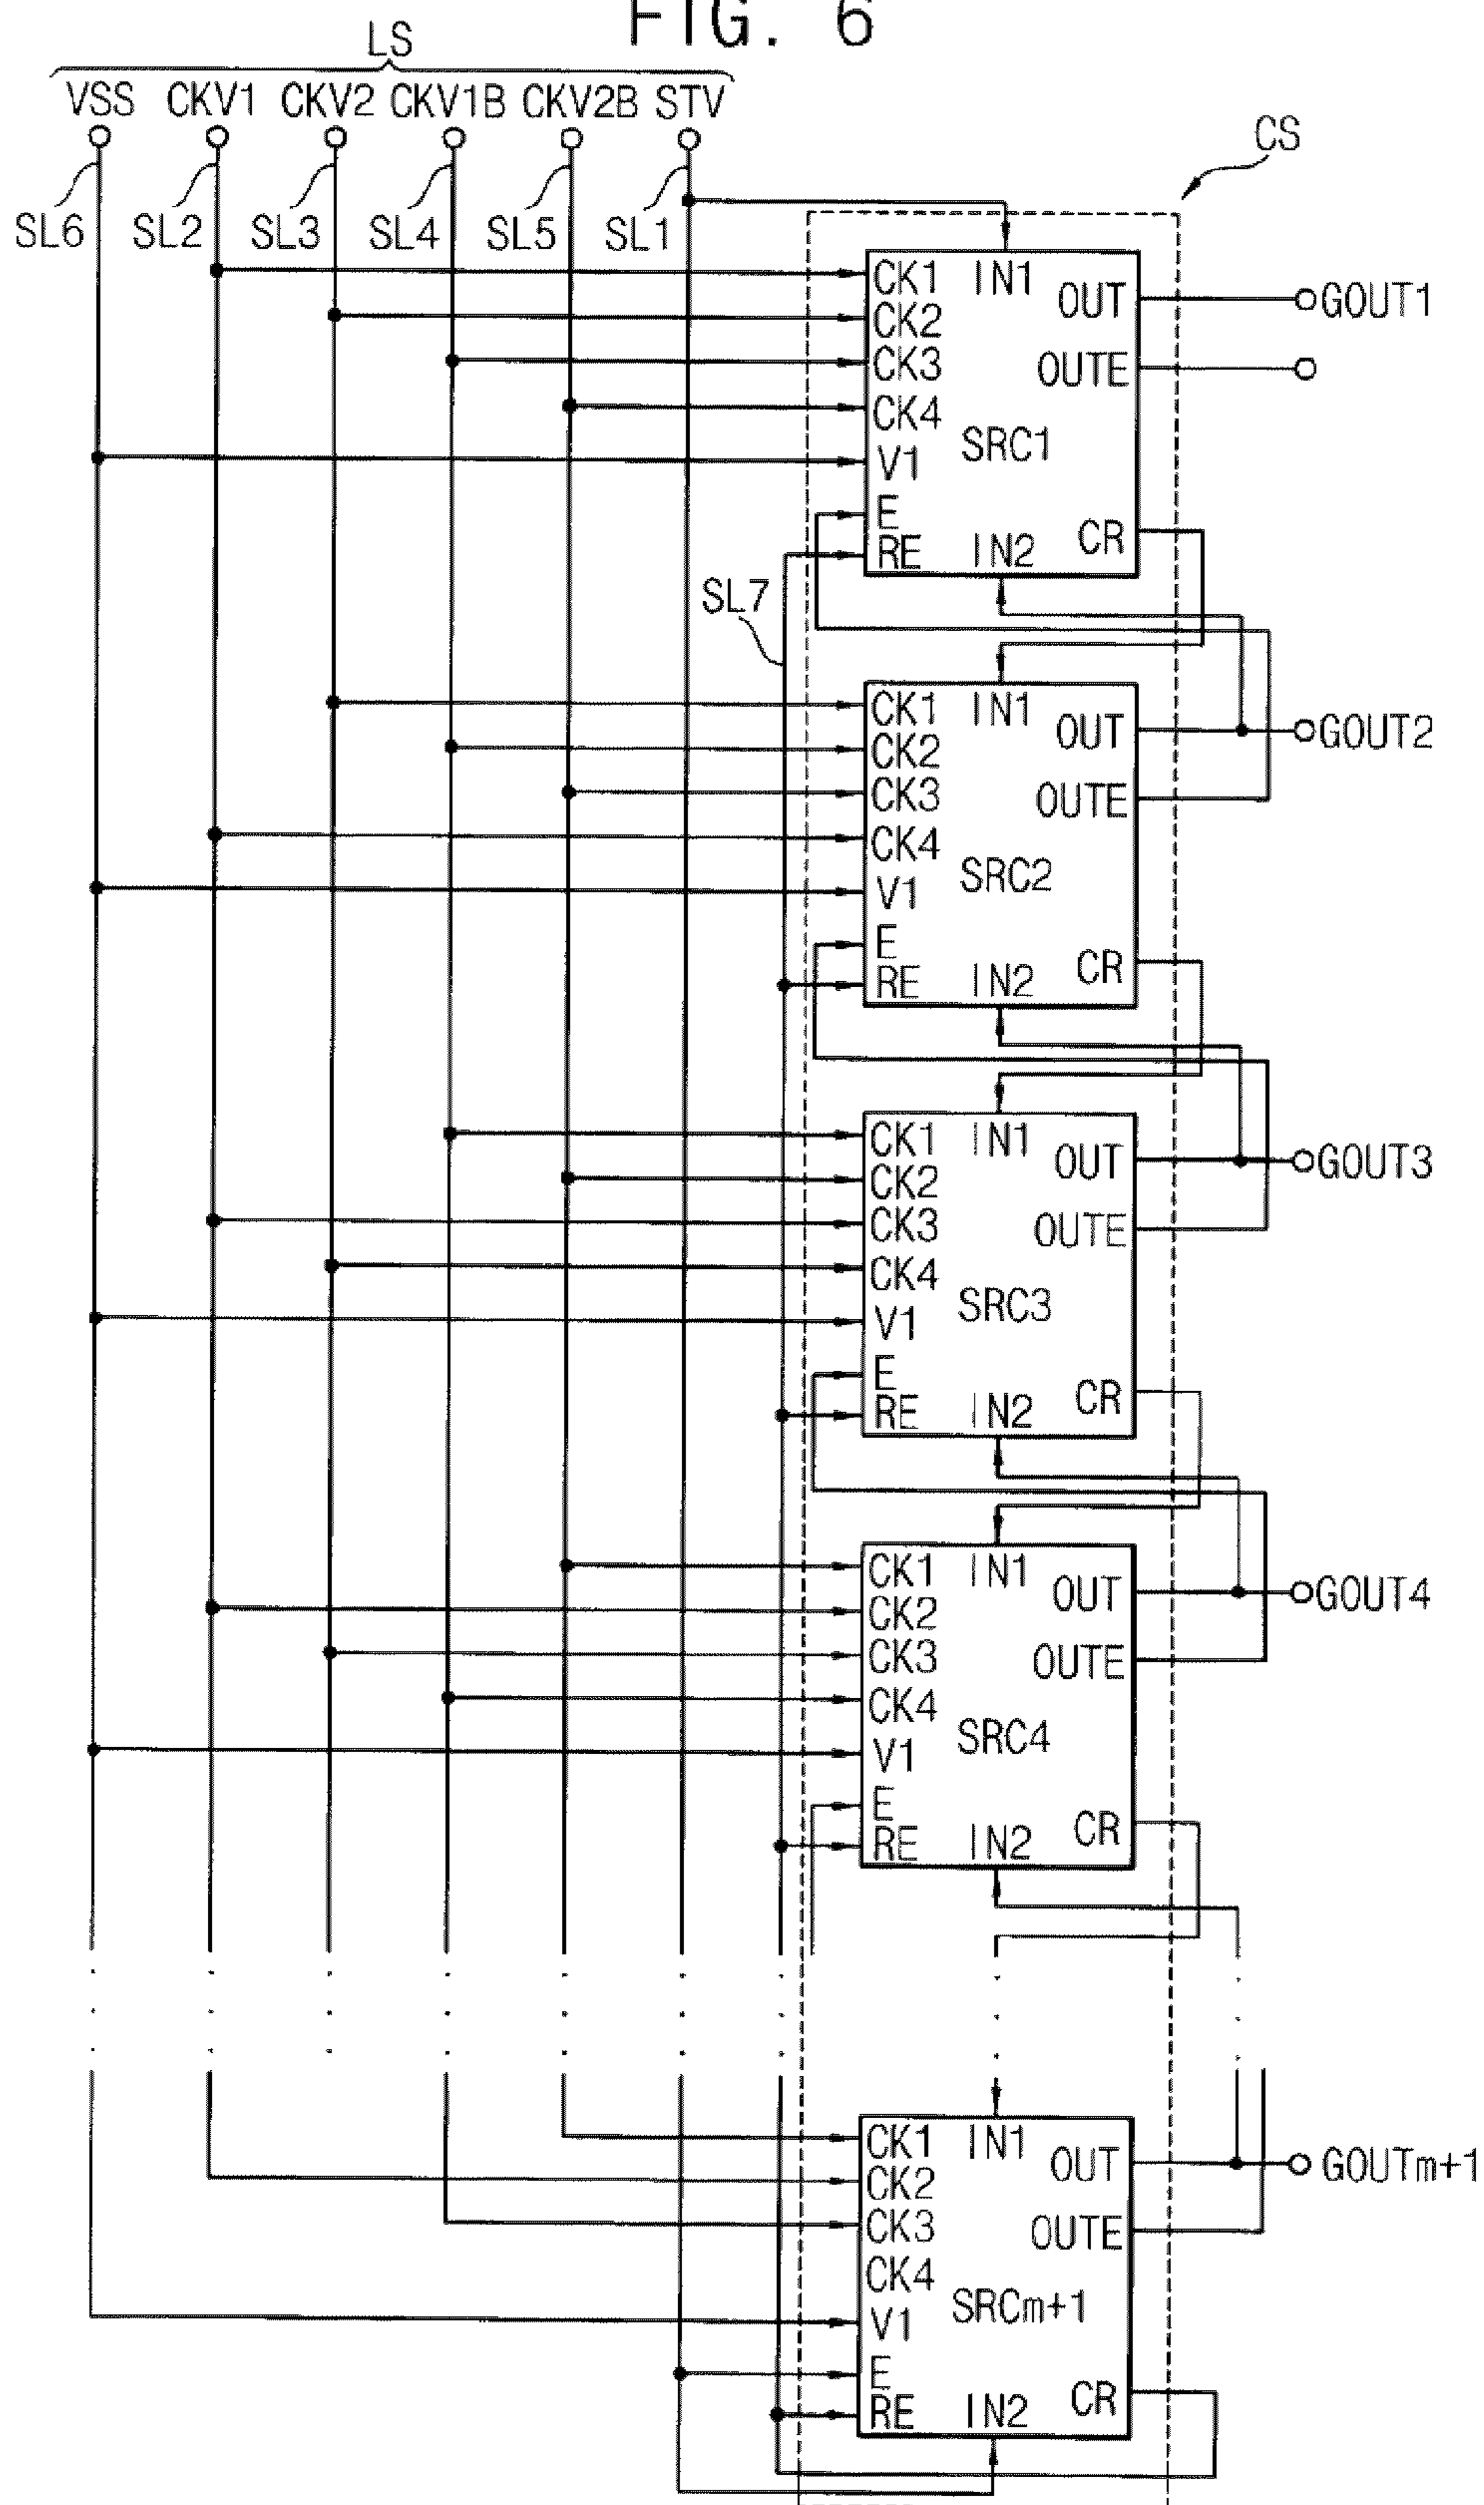 FIG. 6
LS
VSS CKV1 CKV2 CKV1B CKV2B STV
CS
SL6 SL2 SL3 SL4 SL5 SL1
CK1 IN1
OUT GOUT1
CK2
CK3 OUTE
CK4
SRC1
V1
E
CR
RE IN2
SL7
CK1 IN1
OUT GOUT2
CK2
CK3 OUTE
CK4
SRC2
V1
E
CR
RE IN2
CK1 IN1
OUT GOUT3
CK2
CK3 OUTE
CK4
SRC3
V1
E
CR
RE IN2
CK1 IN1
OUT GOUT4
CK2
CK3 OUTE
CK4
SRC4
V1
E
CR
RE IN2
CK1 IN1
OUT GOUTm+1
CK2
CK3 OUTE
CK4
SRCm+1
V1
E
CR
RE IN2